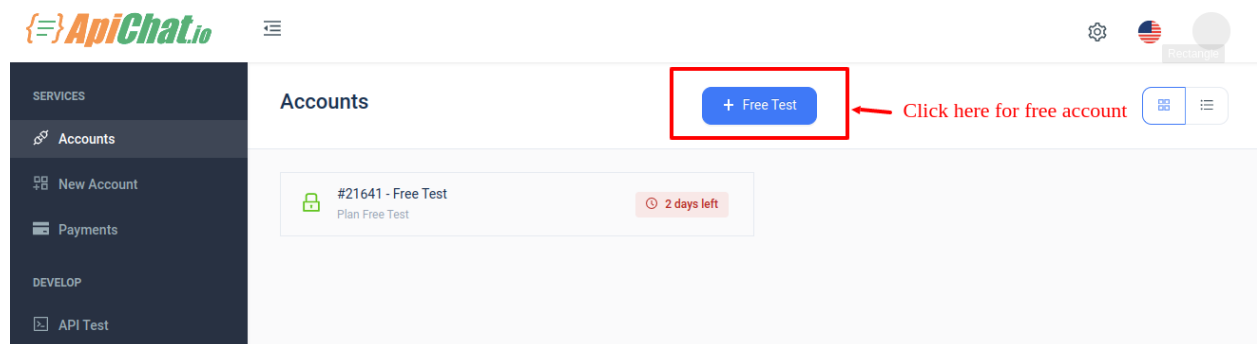 {=} ApiChat.io
Rectangle
SERVICES
Accounts
New Account
Payments
DEVELOP
API Test
Accounts
+ Free Test
Click here for free account
#21641 - Free Test
Plan Free Test
2 days left